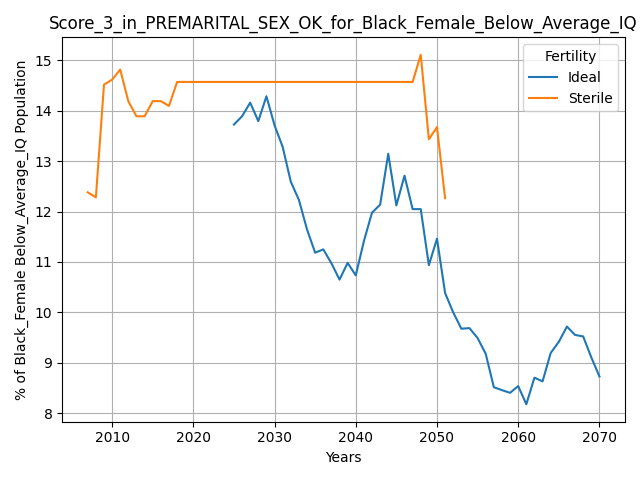 Score_3_in_PREMARITAL_SEX_OK_for_Black_Female_Below_Average_IQ
Fertility
Ideal
Sterile
% of Black_Female Below_Average_IQ Population
15
14
13
12
11
10
9
8
2010 2020 2030 2040 2050 2060 2070
Years